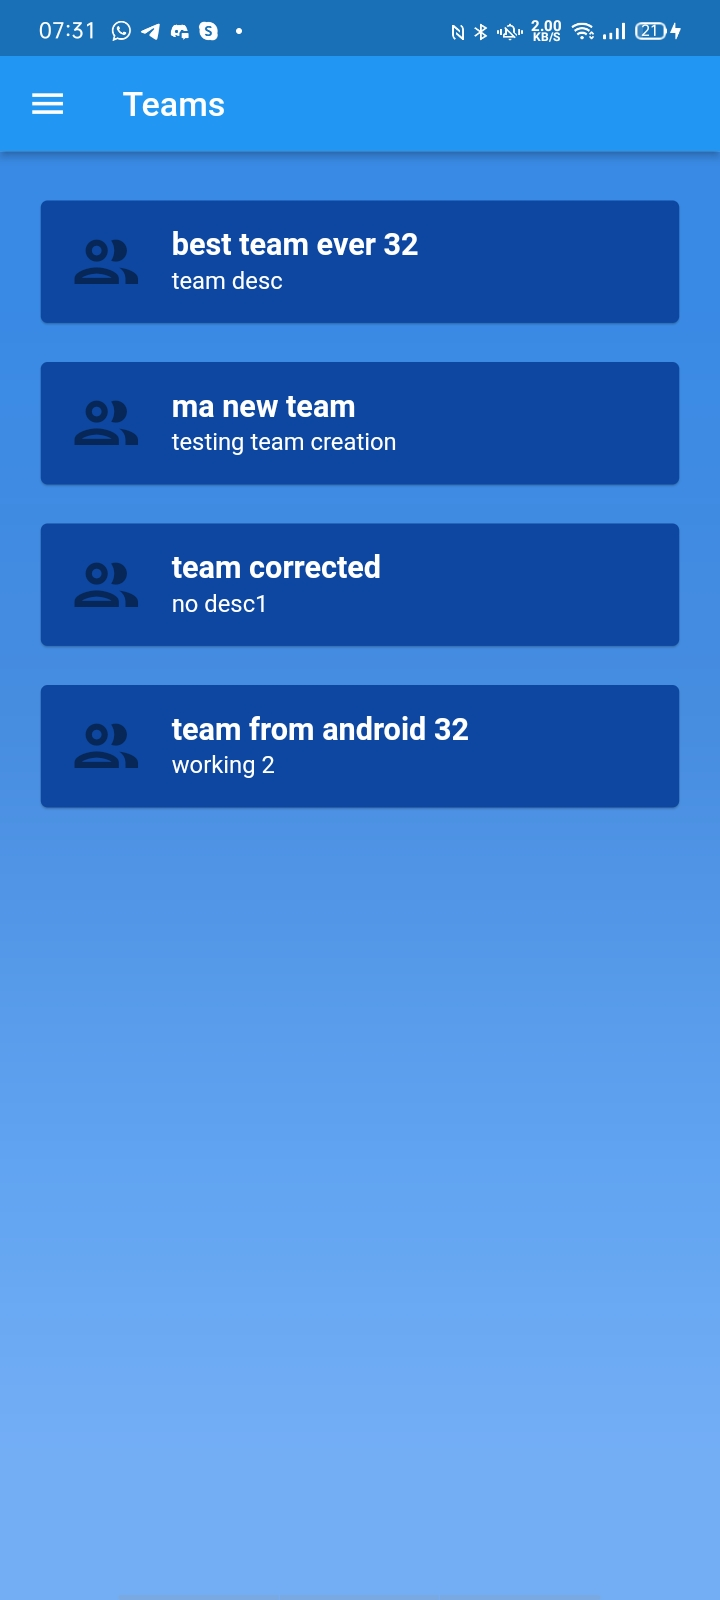 07:31 S 2.00 KB/S 21
Teams
best team ever 32
team desc
ma new team
testing team creation
team corrected
no desc1
team from android 32
working 2